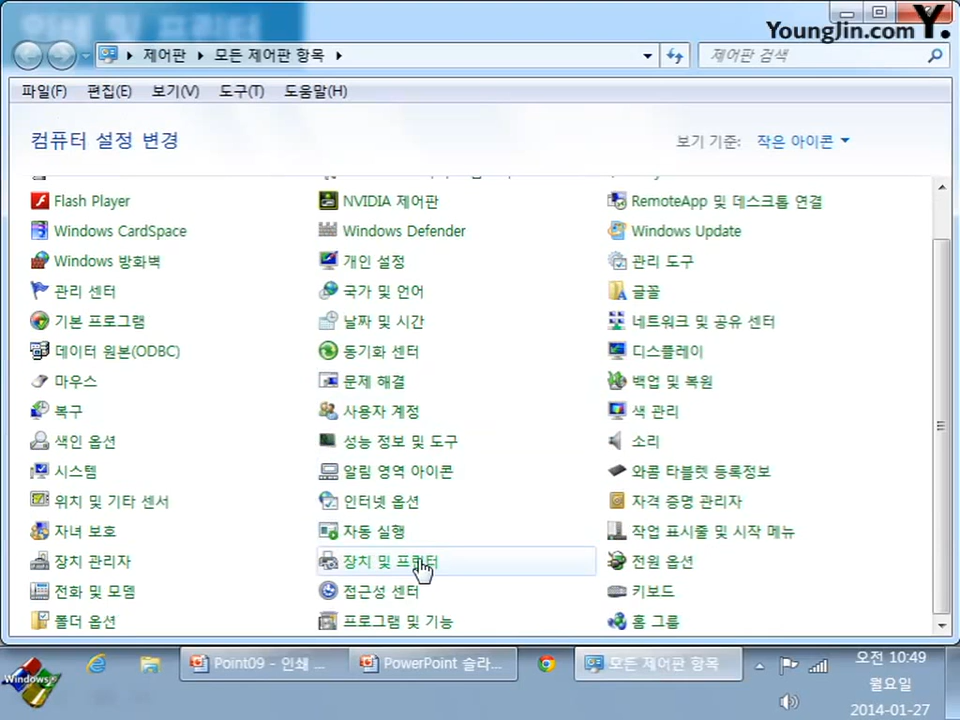 인쇄 및 프린터
YoungJin.com Y.
제어판 모든 제어판 항목
제어판 검색
파일(F) 편집(E) 보기(V) 도구(T) 도움말(H)
컴퓨터 설정 변경
보기 기준: 작은 아이콘
Flash Player NVIDIA 제어판 RemoteApp 및 데스크톱 연결
Windows CardSpace Windows Defender Windows Update
Windows 방화벽 개인 설정 관리 도구
관리 센터 국가 및 언어 글꼴
기본 프로그램 날짜 및 시간 네트워크 및 공유 센터
데이터 원본(ODBC) 동기화 센터 디스플레이
마우스 문제 해결 백업 및 복원
복구 사용자 계정 색 관리
색인 옵션 성능 정보 및 도구 소리
시스템 알림 영역 아이콘 와콤 타블렛 등록정보
위치 및 기타 센서 인터넷 옵션 자격 증명 관리자
자녀 보호 자동 실행 작업 표시줄 및 시작 메뉴
장치 관리자 장치 및 프린터 전원 옵션
전화 및 모뎀 접근성 센터 키보드
폴더 옵션 프로그램 및 기능 홈 그룹
Windows Point09 - 인쇄 ... PowerPoint 슬라... 모든 제어판 항목
오전 10:49
월요일
2014-01-27